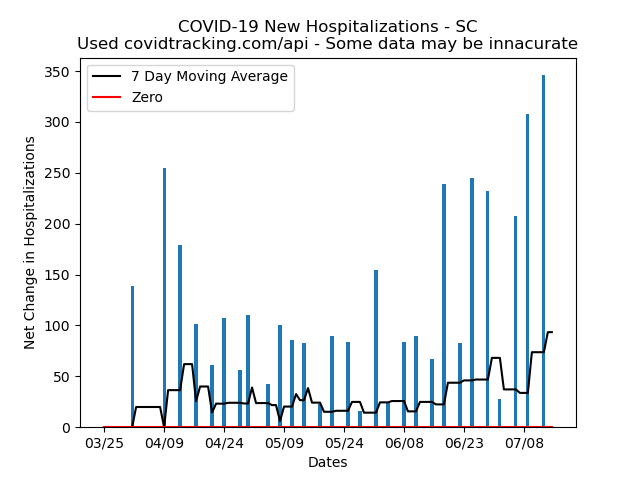 COVID-19 New Hospitalizations - SC
Used covidtracking.com/api - Some data may be innacurate
7 Day Moving Average
Zero
Net Change in Hospitalizations
350
300
250
200
150
100
50
0
03/25 04/09 04/24 05/09 05/24 06/08 06/23 07/08
Dates